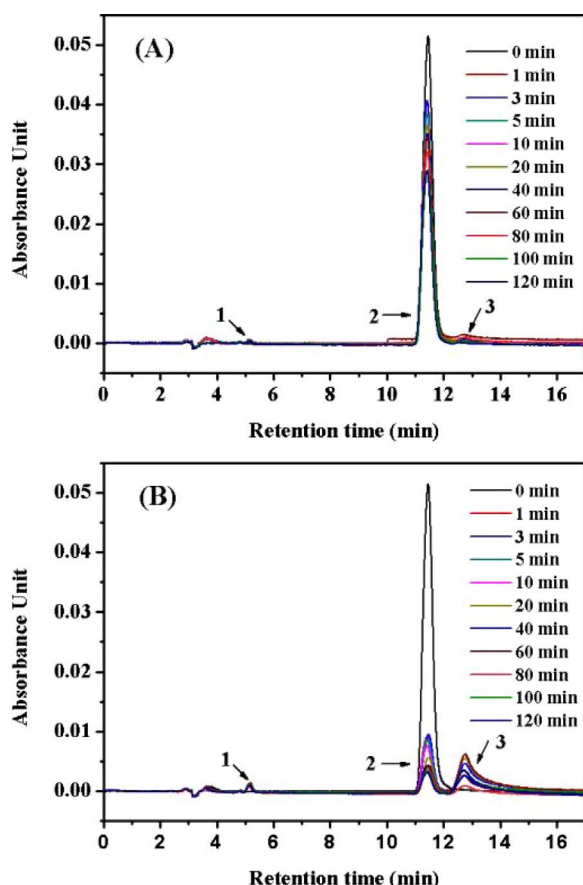 (A)
0.05
0.04
0.03
0.02
0.01
0.00
Absorbance Unit
0 min
1 min
3 min
5 min
10 min
20 min
40 min
60 min
80 min
100 min
120 min
1
2
3
0 2 4 6 8 10 12 14 16
Retention time (min)
(B)
0.05
0.04
0.03
0.02
0.01
0.00
Absorbance Unit
0 min
1 min
3 min
5 min
10 min
20 min
40 min
60 min
80 min
100 min
120 min
1
2
3
0 2 4 6 8 10 12 14 16
Retention time (min)